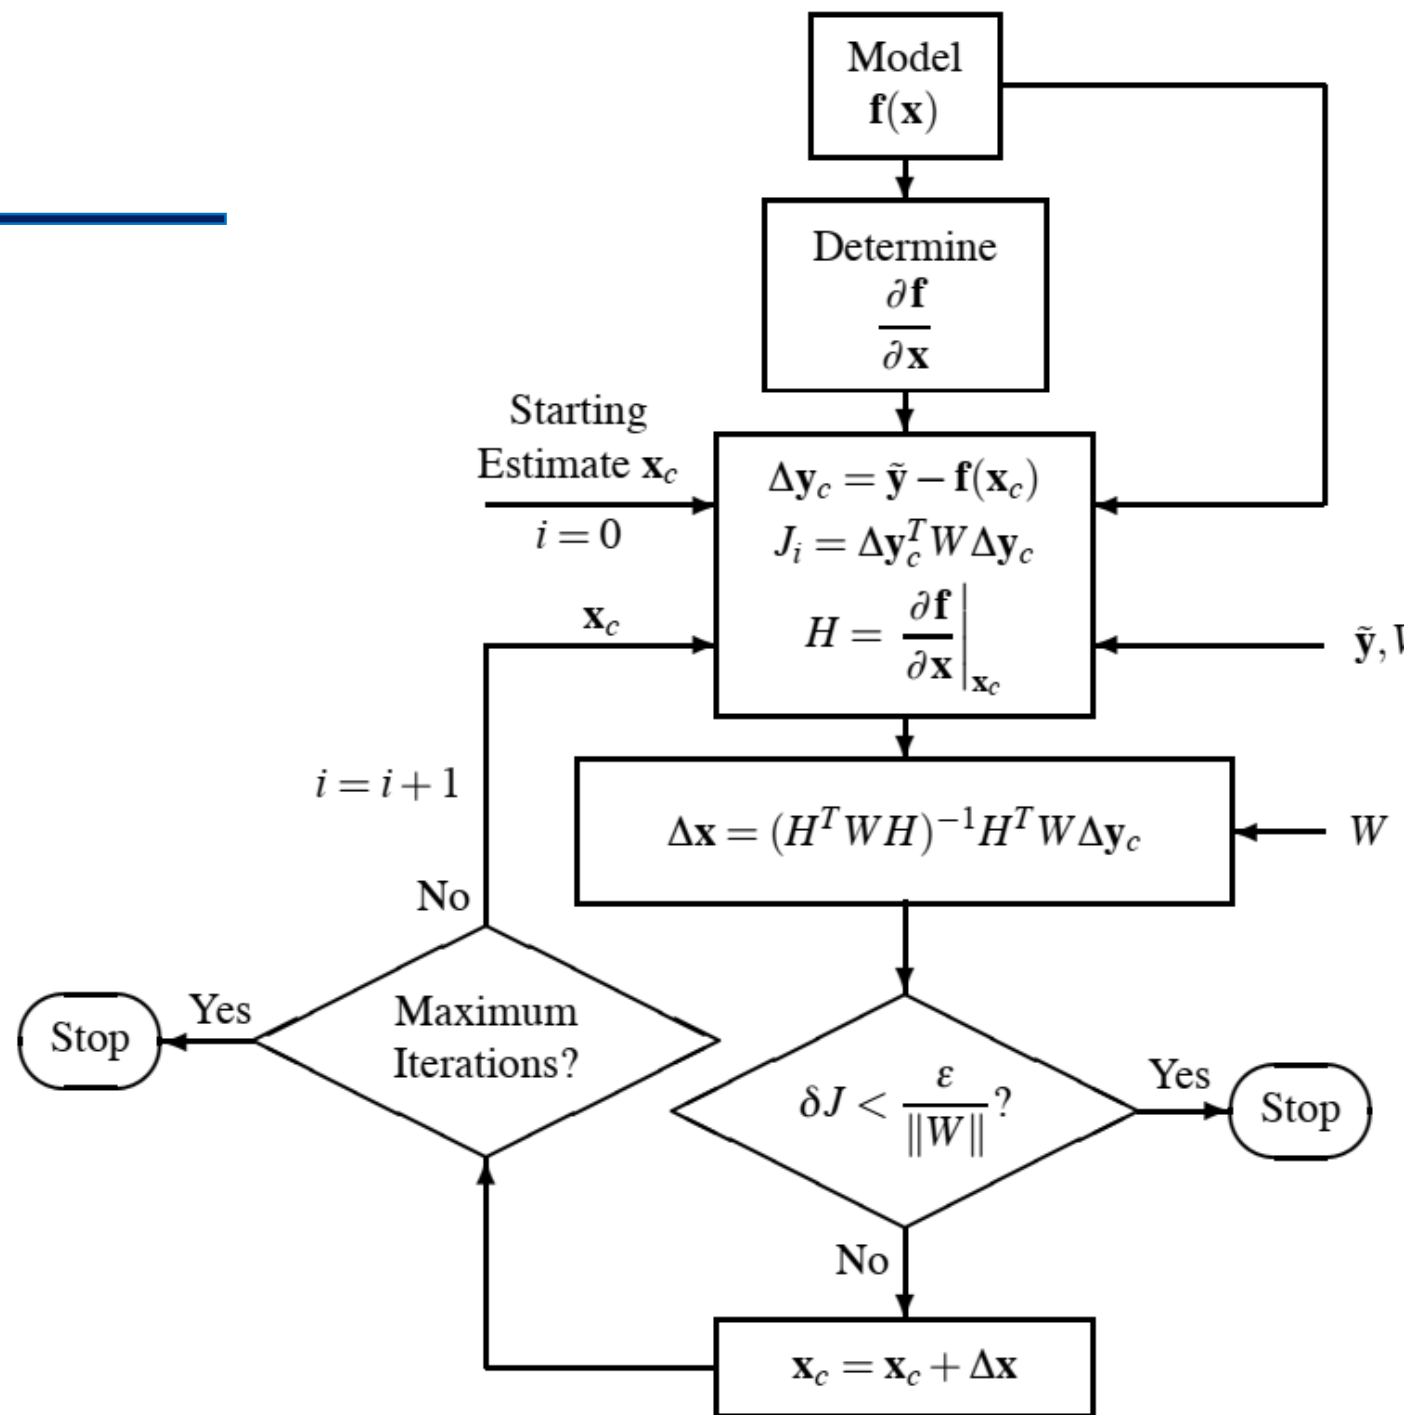 Model
f(x)
Determine
∂f
∂x
Starting
Estimate x_c
i = 0
Δy_c = ỹ − f(x_c)
J_i = Δy_c^T W Δy_c
H = ∂f/∂x |_{x_c}
x_c
ỹ,
i = i + 1
Δx = (H^T W H)^{−1} H^T W Δy_c
W
No
Maximum
Iterations?
Yes
Stop
δJ < ε/‖W‖ ?
Yes
Stop
No
x_c = x_c + Δx